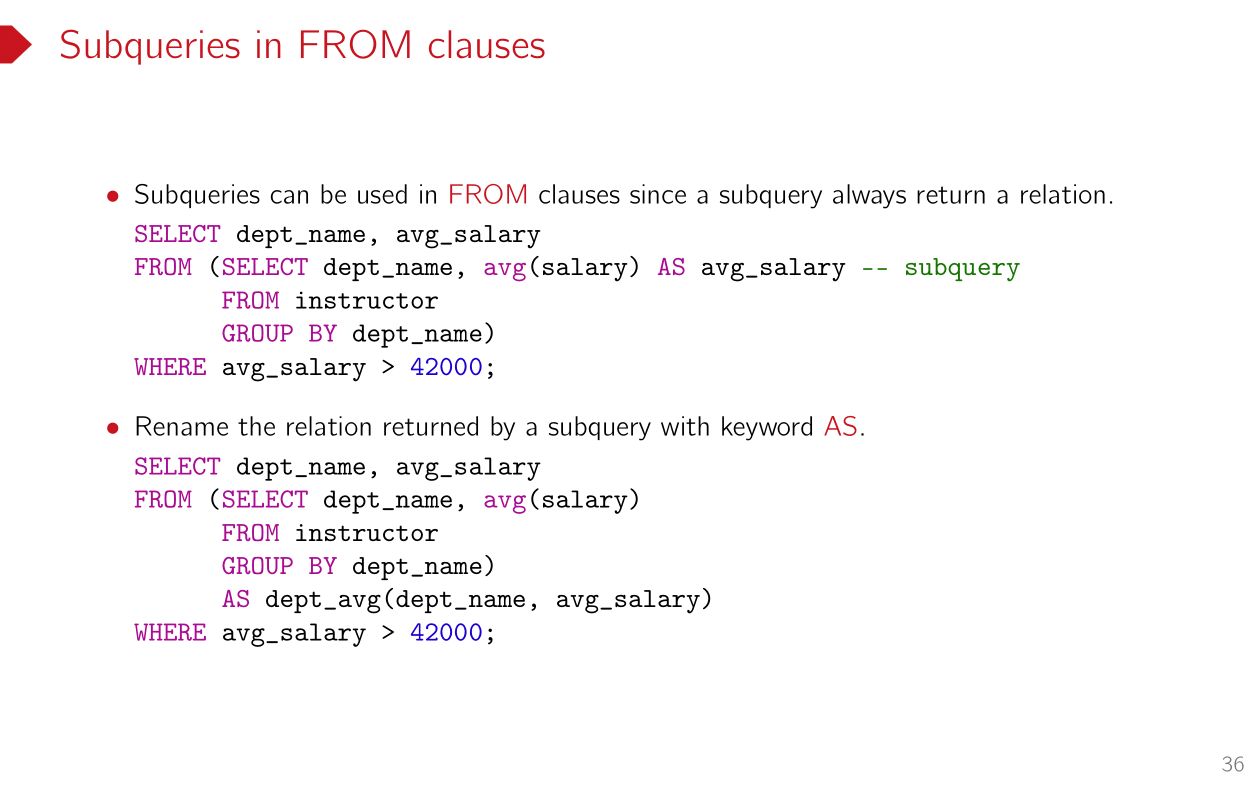 Subqueries in FROM clauses
• Subqueries can be used in FROM clauses since a subquery always return a relation.
SELECT dept_name, avg_salary
FROM (SELECT dept_name, avg(salary) AS avg_salary -- subquery
      FROM instructor
      GROUP BY dept_name)
WHERE avg_salary > 42000;
• Rename the relation returned by a subquery with keyword AS.
SELECT dept_name, avg_salary
FROM (SELECT dept_name, avg(salary)
      FROM instructor
      GROUP BY dept_name)
      AS dept_avg(dept_name, avg_salary)
WHERE avg_salary > 42000;
36